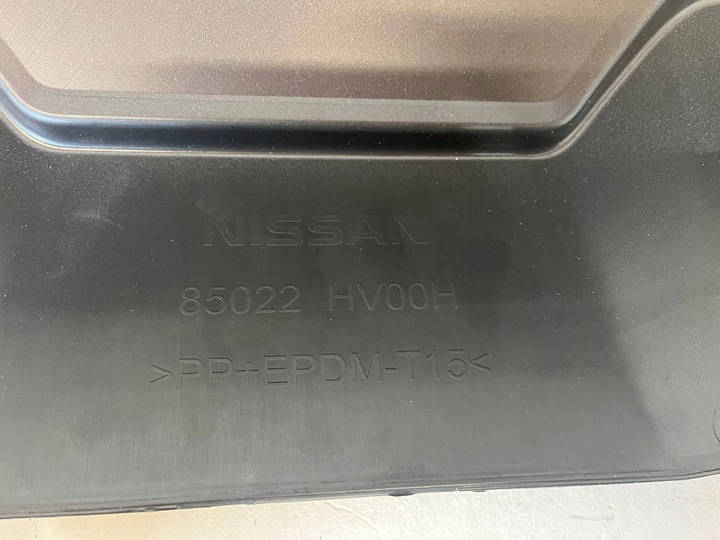 NISSAN
85022 HV00H
>PP+EPDM-T15<